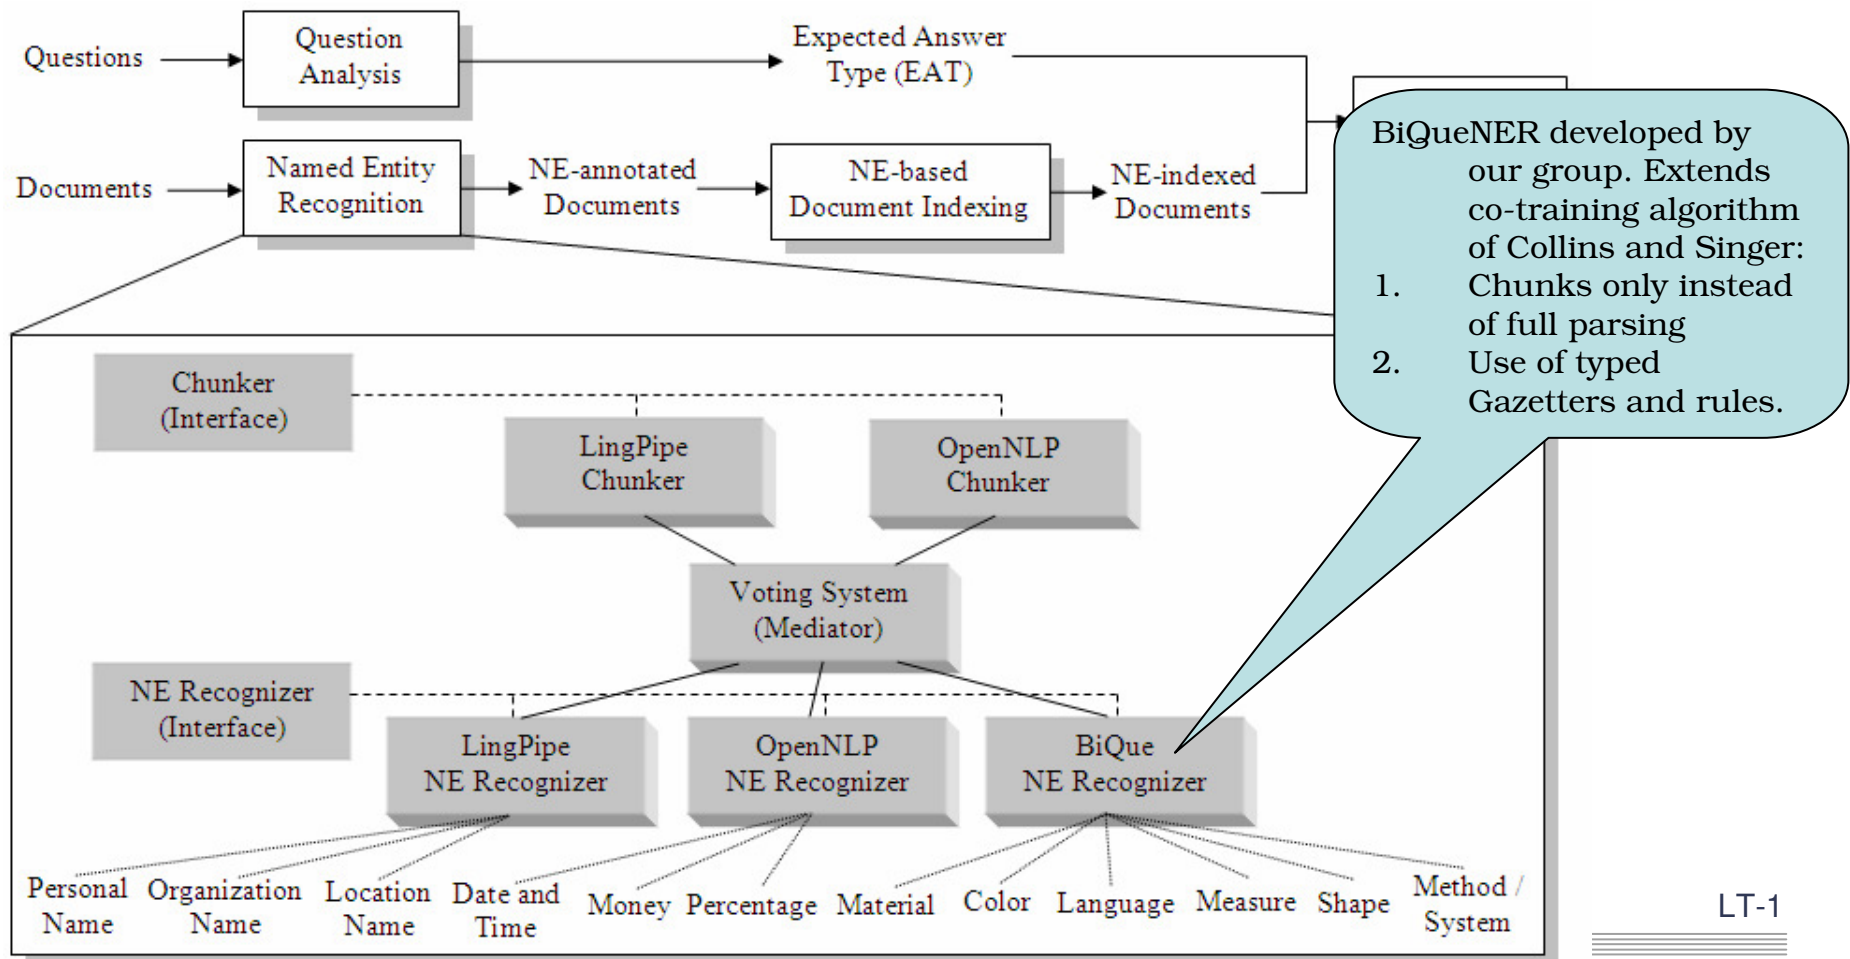 Questions
Question
Analysis
Expected Answer
Type (EAT)
Documents
Named Entity
Recognition
NE-annotated
Documents
NE-based
Document Indexing
NE-indexed
Documents
BiQueNER developed by
our group. Extends
co-training algorithm
of Collins and Singer:
1. Chunks only instead
of full parsing
2. Use of typed
Gazetters and rules.
Chunker
(Interface)
LingPipe
Chunker
OpenNLP
Chunker
Voting System
(Mediator)
NE Recognizer
(Interface)
LingPipe
NE Recognizer
OpenNLP
NE Recognizer
BiQue
NE Recognizer
Personal
Name
Organization
Name
Location
Name
Date and
Time
Money
Percentage
Material
Color
Language
Measure
Shape
Method /
System
LT-1